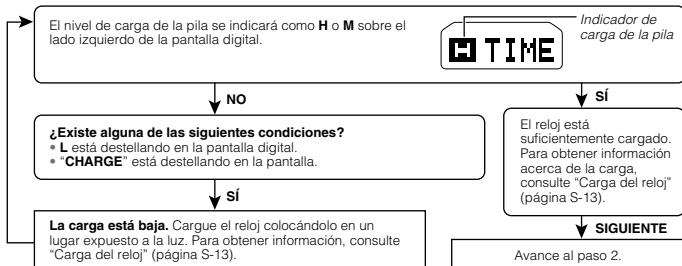 El nivel de carga de la pila se indicará como H o M sobre el
lado izquierdo de la pantalla digital.
H TIME
Indicador de
carga de la pila
NO
SÍ
¿Existe alguna de las siguientes condiciones?
• L está destellando en la pantalla digital.
• “CHARGE” está destellando en la pantalla.
El reloj está
suficientemente cargado.
Para obtener información
acerca de la carga,
consulte “Carga del reloj”
(página S-13).
SÍ
La carga está baja. Cargue el reloj colocándolo en un
lugar expuesto a la luz. Para obtener información, consulte
“Carga del reloj” (página S-13).
SIGUIENTE
Avance al paso 2.